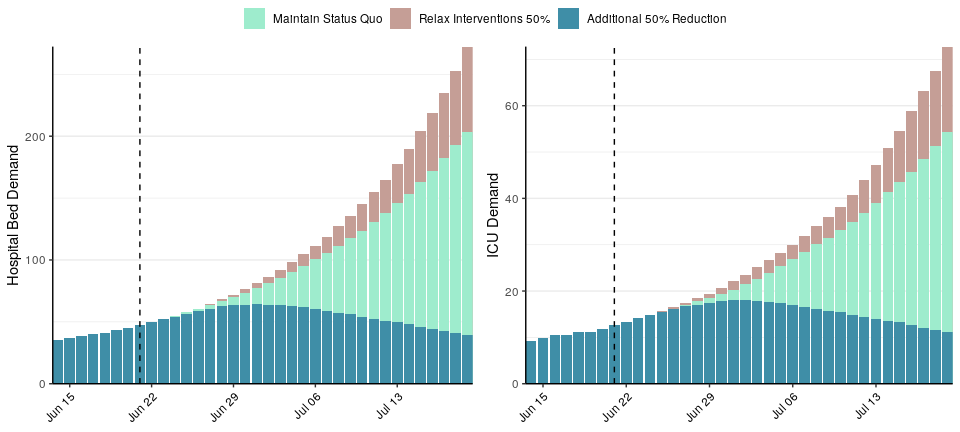 Maintain Status Quo Relax Interventions 50% Additional 50% Reduction
Hospital Bed Demand
200
100
0
Jun 15 Jun 22 Jun 29 Jul 06 Jul 13
ICU Demand
60
40
20
0
Jun 15 Jun 22 Jun 29 Jul 06 Jul 13